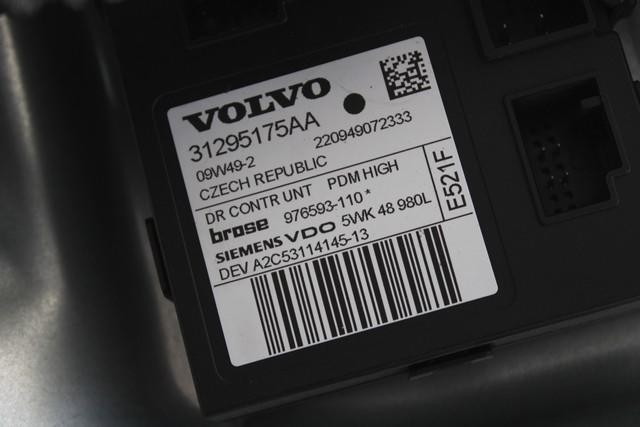 VOLVO
31295175AA
09W49-2 220949072333
CZECH REPUBLIC
DR CONTR UNT PDM HIGH
brose 976593-110*
SIEMENS VDO 5WK 48 980L
DEV A2C53114145-13
E521F